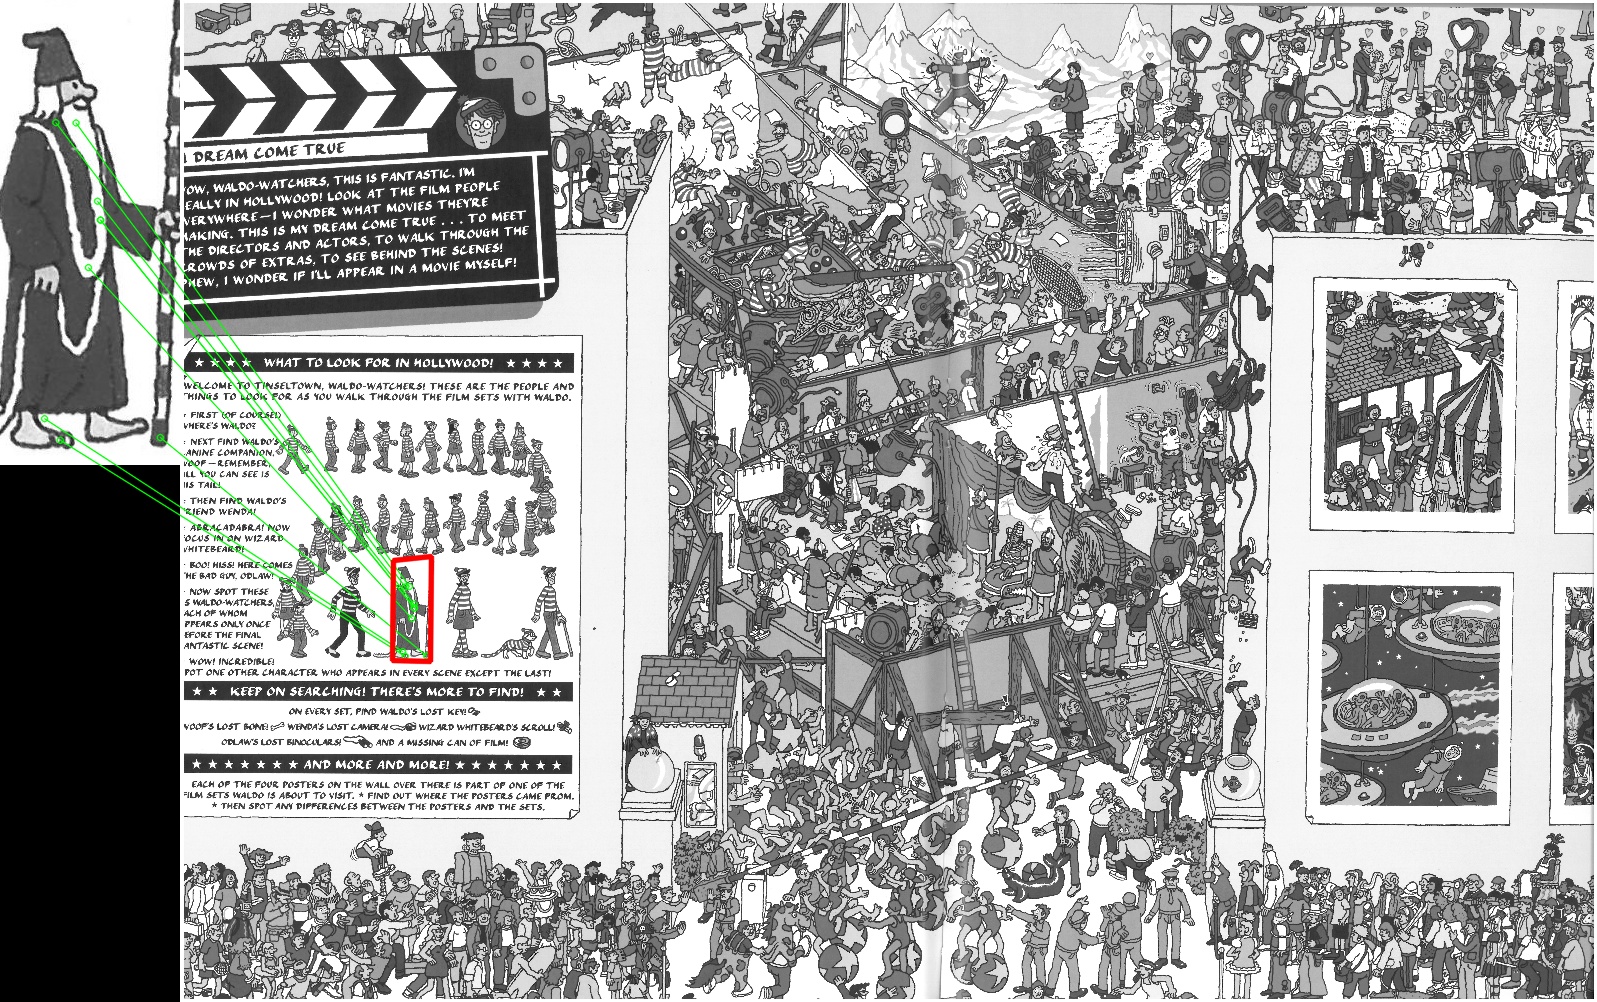 DREAM COME TRUE
OW, WALDO-WATCHERS, THIS IS FANTASTIC, I'M
EALLY IN HOLLYWOOD! LOOK AT THE FILM PEOPLE
VERYWHERE—I WONDER WHAT MOVIES THEY'RE
AKING. THIS IS MY DREAM COME TRUE . . . TO MEET
HE DIRECTORS AND ACTORS, TO WALK THROUGH THE
ROWDS OF EXTRAS, TO SEE BEHIND THE SCENES!
HEW, I WONDER IF I'LL APPEAR IN A MOVIE MYSELF!
★ ★ ★ ★ WHAT TO LOOK FOR IN HOLLYWOOD! ★ ★ ★ ★
WELCOME TO TINSELTOWN, WALDO-WATCHERS! THESE ARE THE PEOPLE AND
THINGS TO LOOK FOR AS YOU WALK THROUGH THE FILM SETS WITH WALDO.
FIRST (OF COURSE!)
WHERE'S WALDO?
NEXT FIND WALDO'S
ANINE COMPANION,
WOOF—REMEMBER,
ALL YOU CAN SEE IS
HIS TAIL!
THEN FIND WALDO'S
FRIEND WENDA!
ABRACADABRA! NOW
FOCUS IN ON WIZARD
WHITEBEARD!
BOO! HISS! HERE COMES
THE BAD GUY, ODLAW!
NOW SPOT THESE
5 WALDO-WATCHERS,
EACH OF WHOM
APPEARS ONLY ONCE
BEFORE THE FINAL
FANTASTIC SCENE!
WOW! INCREDIBLE!
POT ONE OTHER CHARACTER WHO APPEARS IN EVERY SCENE EXCEPT THE LAST!
★ ★ KEEP ON SEARCHING! THERE'S MORE TO FIND! ★ ★
ON EVERY SET, FIND WALDO'S LOST KEY!
WOOF'S LOST BONE! WENDA'S LOST CAMERA! WIZARD WHITEBEARD'S SCROLL!
ODLAW'S LOST BINOCULARS! AND A MISSING CAN OF FILM!
★ ★ ★ ★ ★ ★ ★ AND MORE AND MORE! ★ ★ ★ ★ ★ ★ ★
EACH OF THE FOUR POSTERS ON THE WALL OVER THERE IS PART OF ONE OF THE
FILM SETS WALDO IS ABOUT TO VISIT. ★ FIND OUT WHERE THE POSTERS CAME FROM.
★ THEN SPOT ANY DIFFERENCES BETWEEN THE POSTERS AND THE SETS.